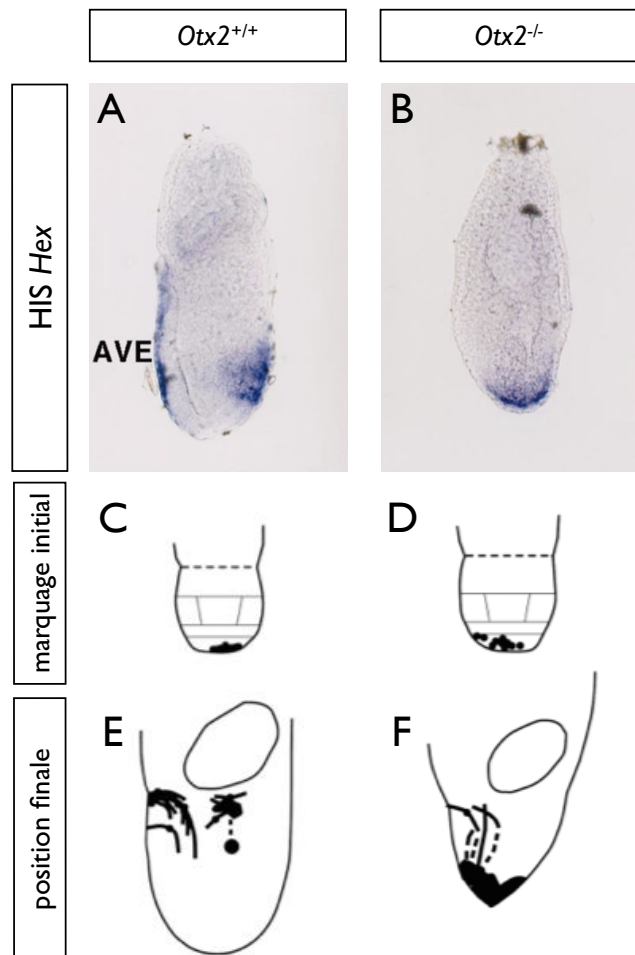 Otx2+/+
Otx2-/-
HIS Hex
A
B
AVE
marquage initial
C
D
position finale
E
F